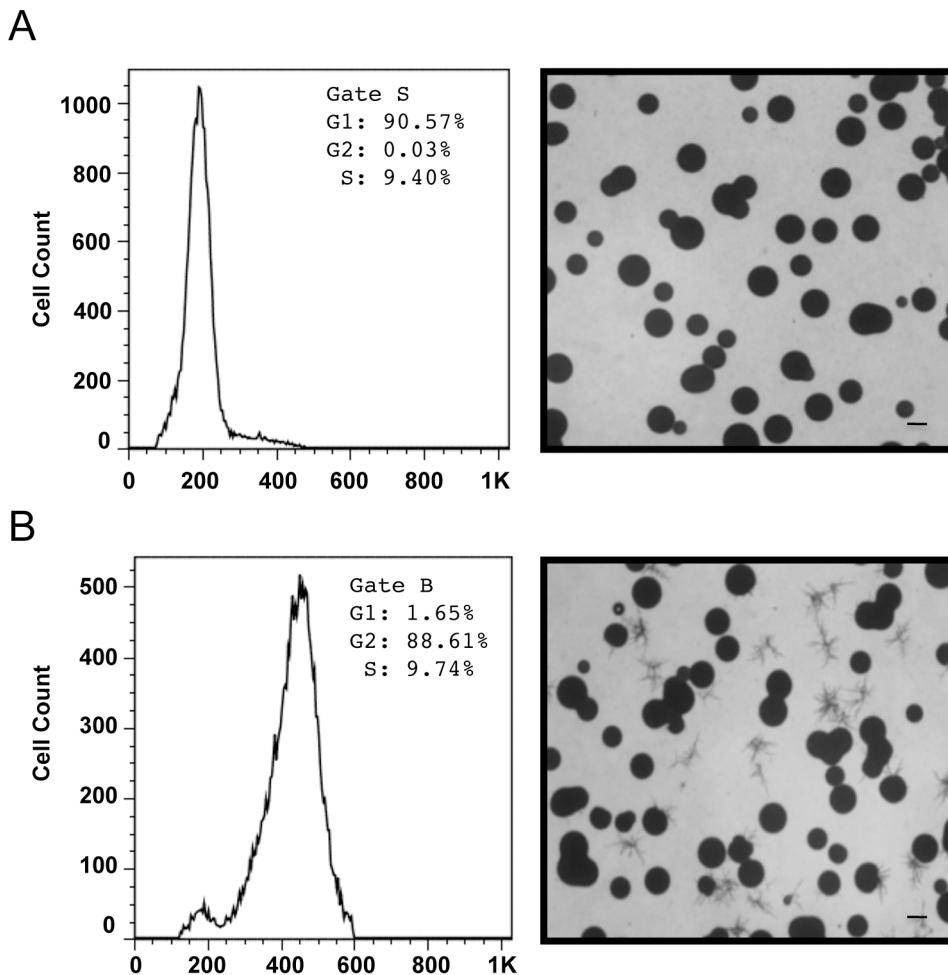 A
1000
800
600
400
200
0
Cell Count
Gate S
G1: 90.57%
G2: 0.03%
S: 9.40%
0 200 400 600 800 1K
B
500
400
300
200
100
0
Cell Count
Gate B
G1: 1.65%
G2: 88.61%
S: 9.74%
0 200 400 600 800 1K